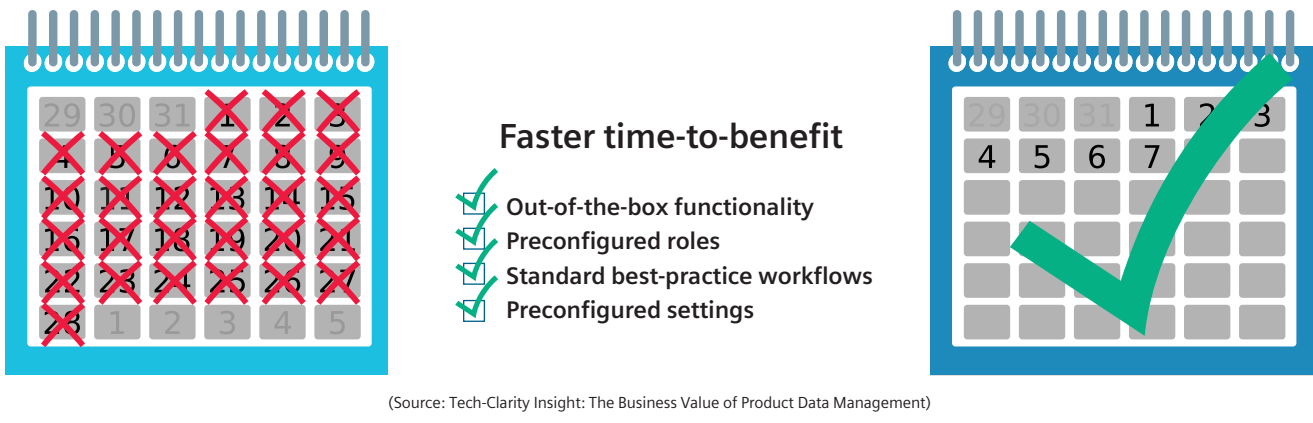 29 30 31 1 2 3
4 5 6 7 8 9
10 11 12 13 14 15
16 17 18 19 20 21
22 23 24 25 26 27
28 1 2 3 4 5
Faster time-to-benefit
Out-of-the-box functionality
Preconfigured roles
Standard best-practice workflows
Preconfigured settings
29 30 31 1 2 3
4 5 6 7
(Source: Tech-Clarity Insight: The Business Value of Product Data Management)